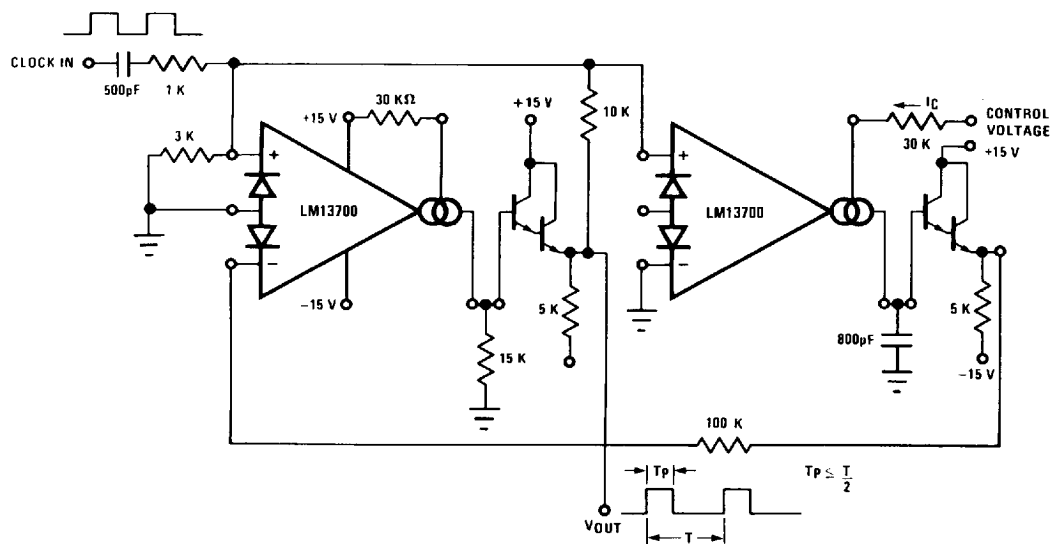 CLOCK IN
500pF
1 K
3 K
+15 V
30 KΩ
+
LM13700
−
−15 V
+15 V
10 K
5 K
15 K
+
LM13700
−
IC
30 K
CONTROL
VOLTAGE
+15 V
5 K
800pF
−15 V
100 K
TP
TP ≤ T/2
VOUT
T